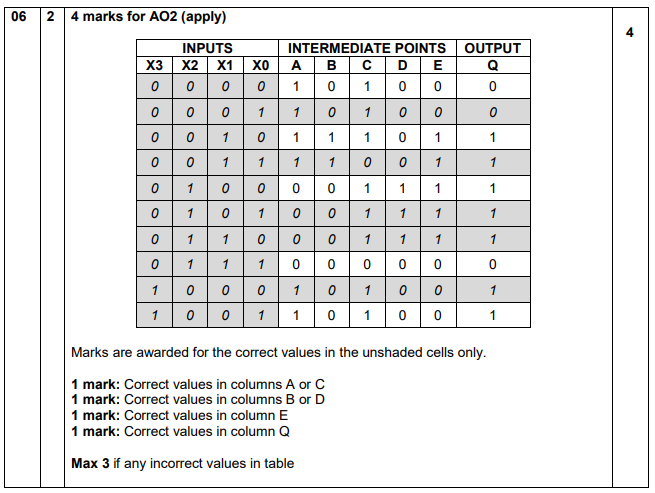 06 2 4 marks for AO2 (apply) 4
INPUTS INTERMEDIATE POINTS OUTPUT
X3 X2 X1 X0 A B C D E Q
0 0 0 0 1 0 1 0 0 0
0 0 0 1 1 0 1 0 0 0
0 0 1 0 1 1 1 0 1 1
0 0 1 1 1 1 0 0 1 1
0 1 0 0 0 0 1 1 1 1
0 1 0 1 0 0 1 1 1 1
0 1 1 0 0 0 1 1 1 1
0 1 1 1 0 0 0 0 0 0
1 0 0 0 1 0 1 0 0 1
1 0 0 1 1 0 1 0 0 1
Marks are awarded for the correct values in the unshaded cells only.
1 mark: Correct values in columns A or C
1 mark: Correct values in columns B or D
1 mark: Correct values in column E
1 mark: Correct values in column Q
Max 3 if any incorrect values in table